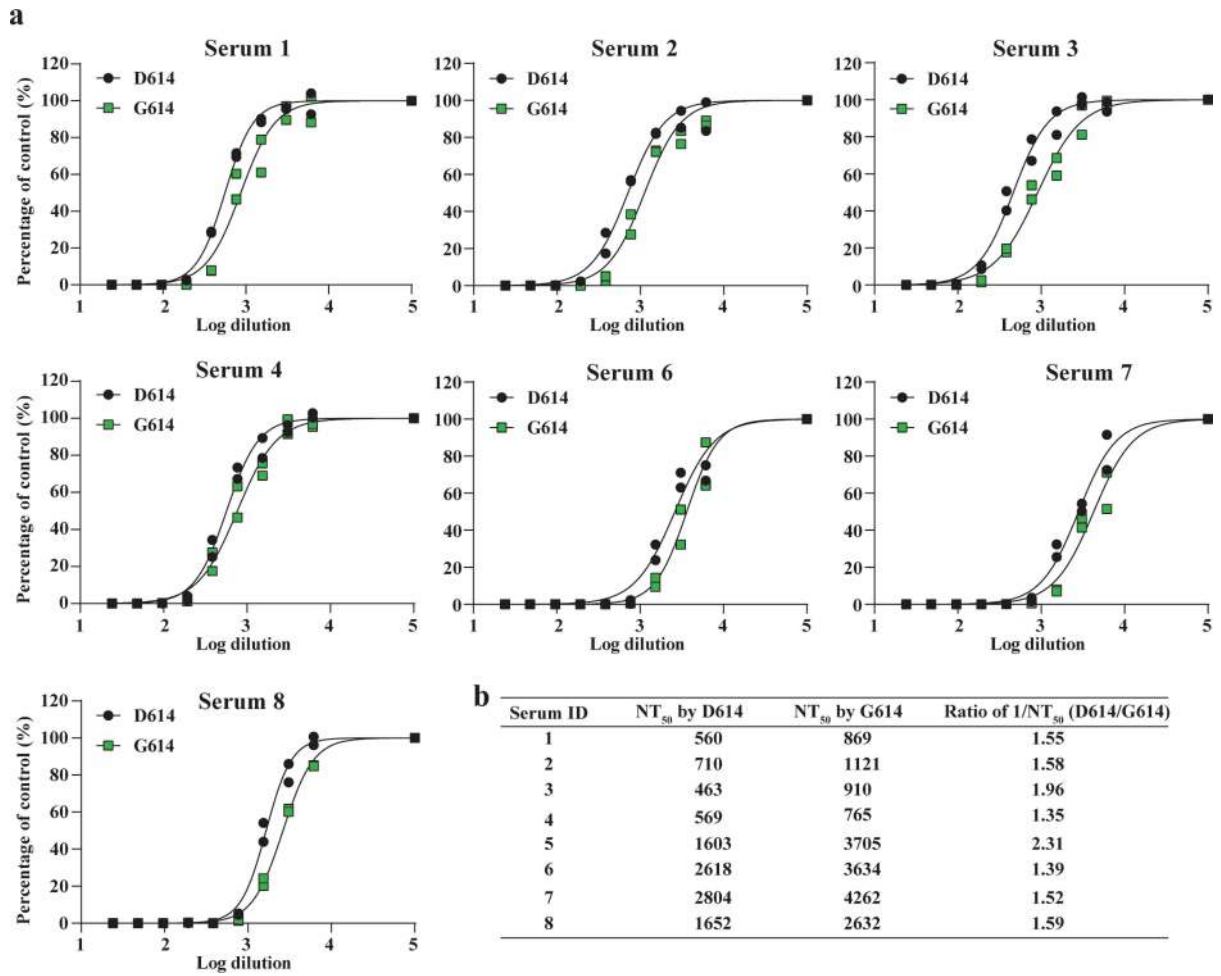 a
Serum 1
Serum 2
Serum 3
Percentage of control (%)
120
100
80
60
40
20
0
D614
G614
1 2 3 4 5
Log dilution
120
100
80
60
40
20
0
D614
G614
1 2 3 4 5
Log dilution
120
100
80
60
40
20
0
D614
G614
1 2 3 4 5
Log dilution
Serum 4
Serum 6
Serum 7
Percentage of control (%)
120
100
80
60
40
20
0
D614
G614
1 2 3 4 5
Log dilution
120
100
80
60
40
20
0
D614
G614
1 2 3 4 5
Log dilution
120
100
80
60
40
20
0
D614
G614
1 2 3 4 5
Log dilution
Serum 8
Percentage of control (%)
120
100
80
60
40
20
0
D614
G614
1 2 3 4 5
Log dilution
b
Serum ID NT50 by D614 NT50 by G614 Ratio of 1/NT50 (D614/G614)
1 560 869 1.55
2 710 1121 1.58
3 463 910 1.96
4 569 765 1.35
5 1603 3705 2.31
6 2618 3634 1.39
7 2804 4262 1.52
8 1652 2632 1.59